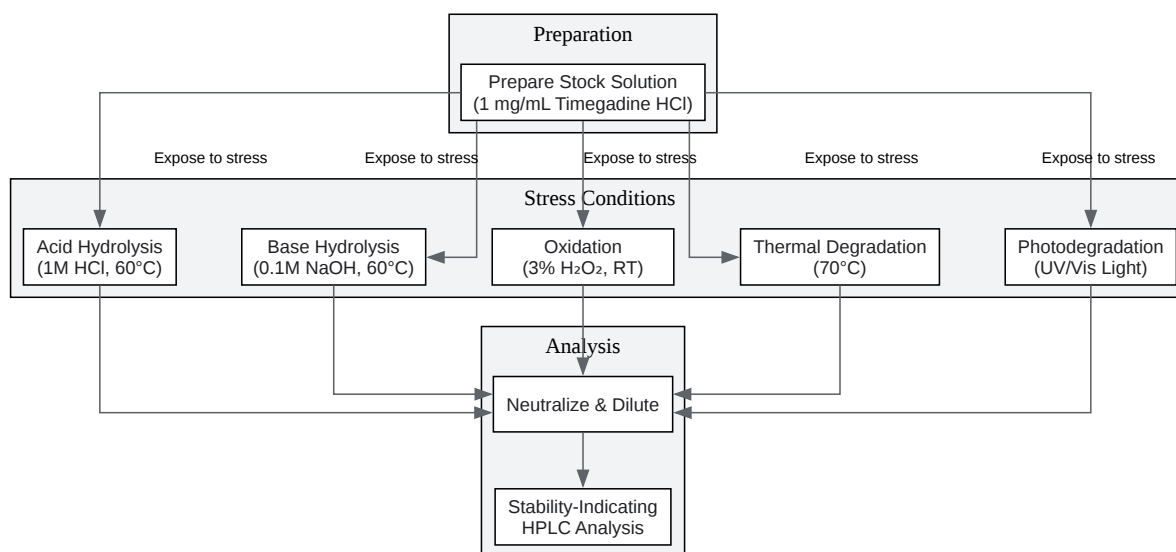 Preparation
Prepare Stock Solution
(1 mg/mL Timegadine HCl)
Expose to stress
Expose to stress
Expose to stress
Expose to stress
Expose to stress
Stress Conditions
Acid Hydrolysis
(1M HCl, 60°C)
Base Hydrolysis
(0.1M NaOH, 60°C)
Oxidation
(3% H₂O₂, RT)
Thermal Degradation
(70°C)
Photodegradation
(UV/Vis Light)
Analysis
Neutralize & Dilute
Stability-Indicating
HPLC Analysis